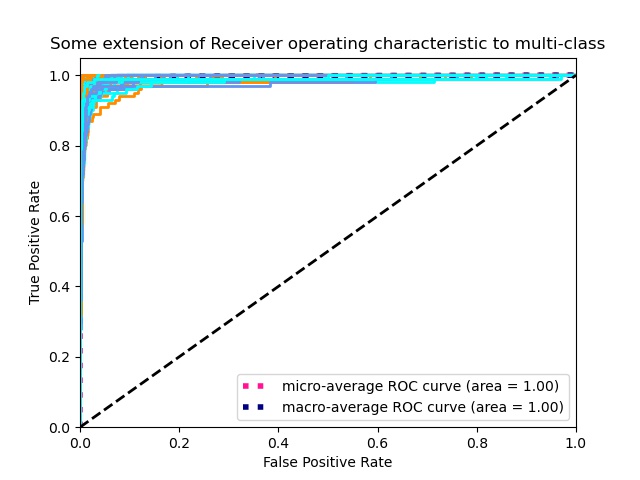 Some extension of Receiver operating characteristic to multi-class
True Positive Rate
1.0
0.8
0.6
0.4
0.2
0.0
micro-average ROC curve (area = 1.00)
macro-average ROC curve (area = 1.00)
0.0 0.2 0.4 0.6 0.8 1.0
False Positive Rate